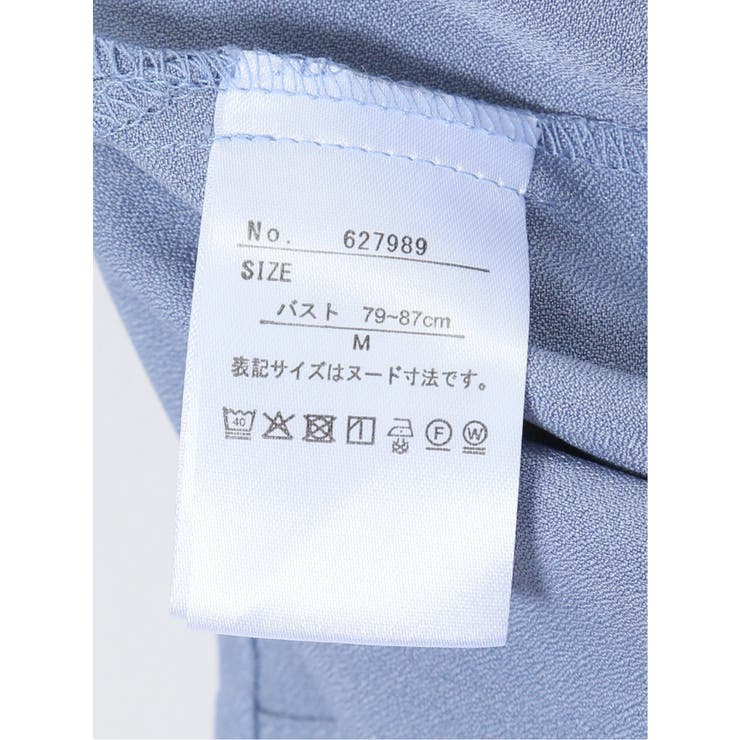 No. 627989
SIZE
バスト 79~87cm
M
表記サイズはヌード寸法です。
40 F W